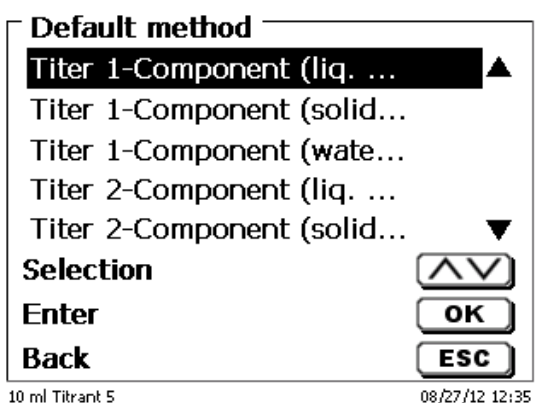 Default method
Titer 1-Component (liq. ...
Titer 1-Component (solid...
Titer 1-Component (wate...
Titer 2-Component (liq. ...
Titer 2-Component (solid...
Selection
Enter OK
Back ESC
10 ml Titrant 5 08/27/12 12:35